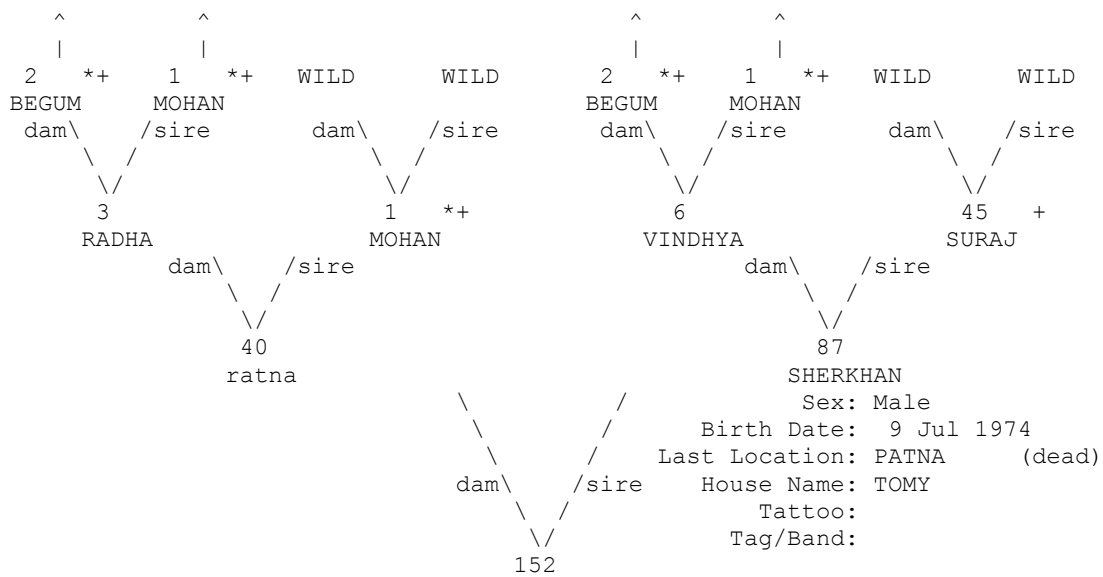 ^ ^ ^ ^
| | | |
2 *+ 1 *+ WILD WILD 2 *+ 1 *+ WILD WILD
BEGUM MOHAN BEGUM MOHAN
dam\ /sire dam\ /sire dam\ /sire dam\ /sire
\ / \ / \ / \ /
\/ \/ \/ \/
3 1 *+ 6 45 +
RADHA MOHAN VINDHYA SURAJ
dam\ /sire dam\ /sire
\ / \ /
\/ \/
40 87
ratna SHERKHAN
\ / Sex: Male
\ / Birth Date: 9 Jul 1974
\ / Last Location: PATNA (dead)
dam\ /sire House Name: TOMY
\ / Tattoo:
\/ Tag/Band:
152